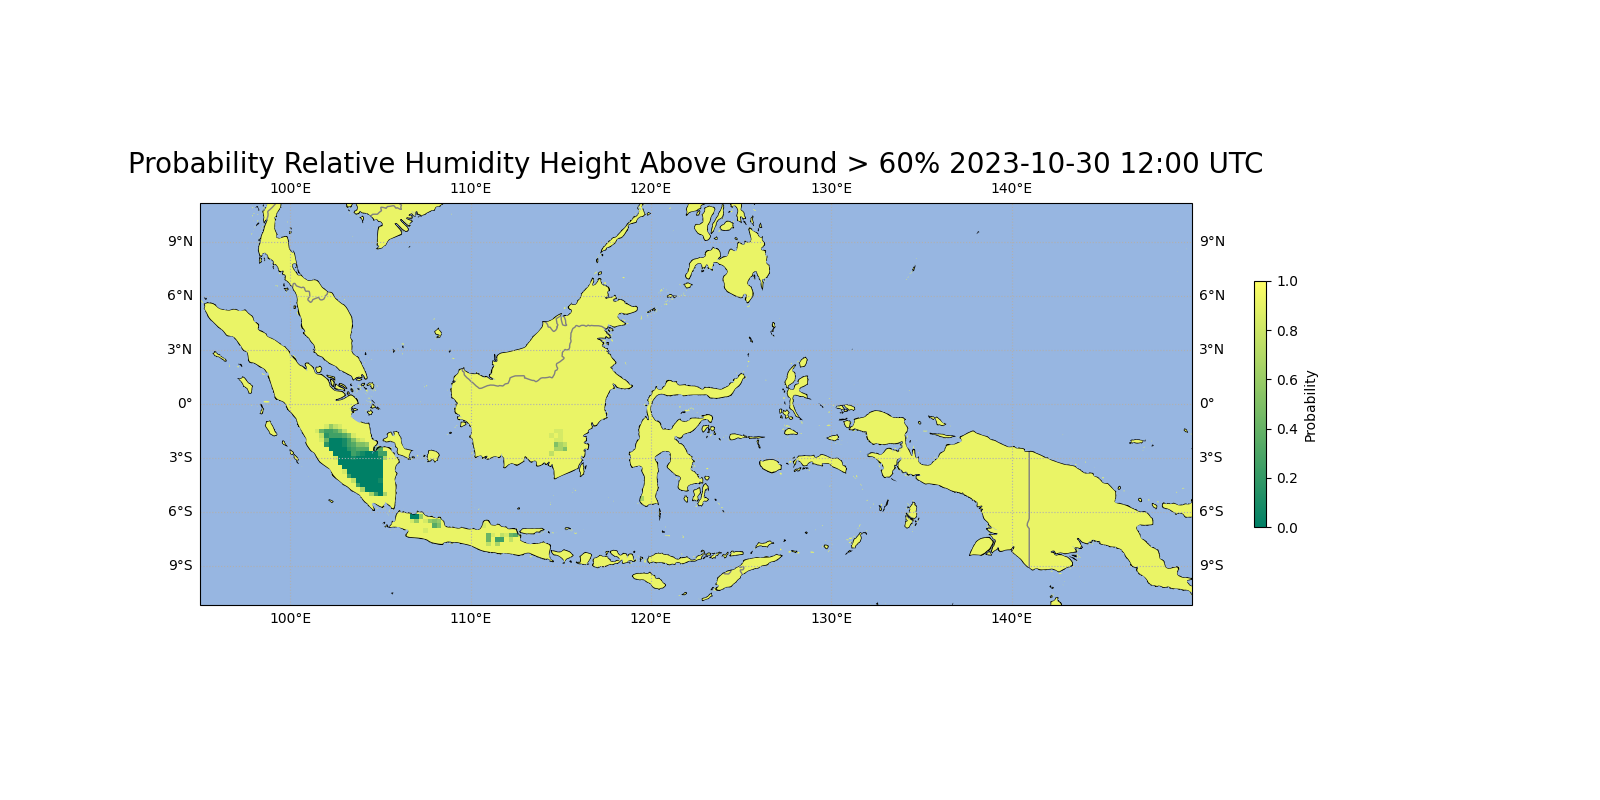 Probability Relative Humidity Height Above Ground > 60% 2023-10-30 12:00 UTC
100°E 110°E 120°E 130°E 140°E
9°N 9°N
6°N 6°N
3°N 3°N
0° 0°
3°S 3°S
6°S 6°S
9°S 9°S
100°E 110°E 120°E 130°E 140°E
1.0
0.8
0.6
0.4
0.2
0.0
Probability